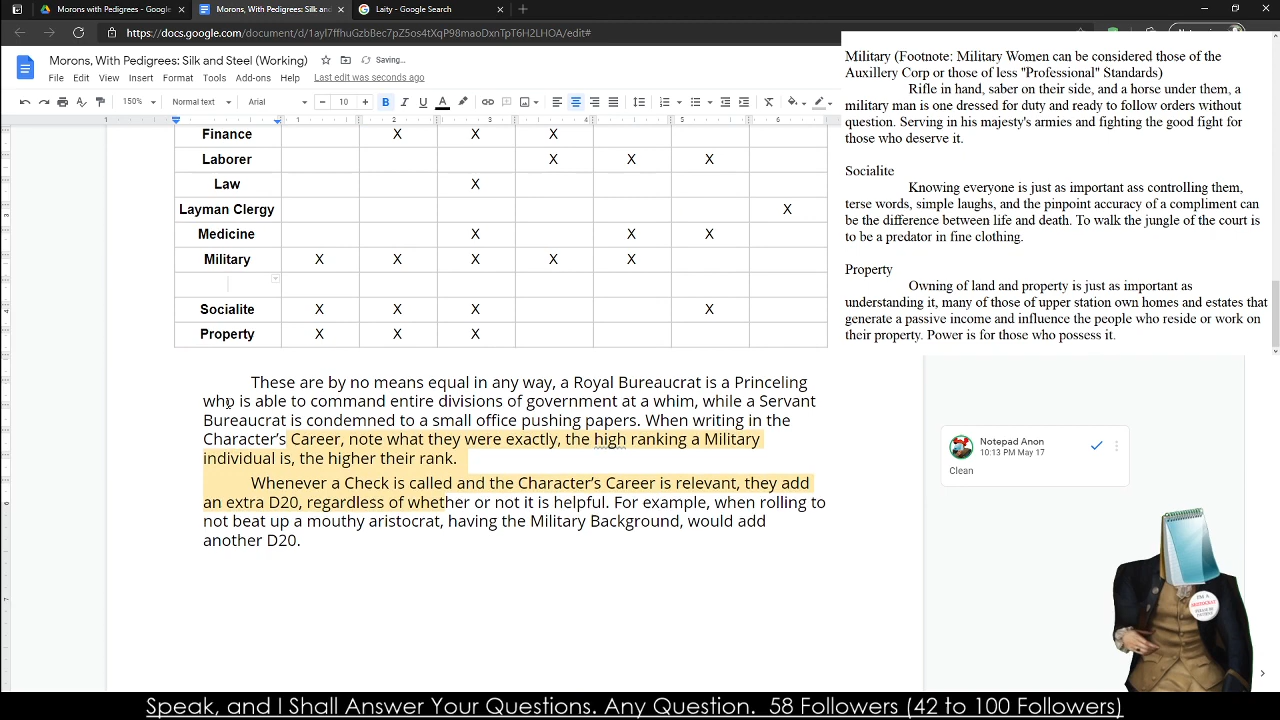 Morons with Pedigrees - Google
Morons, With Pedigrees: Silk and
Laity - Google Search
https://docs.google.com/document/d/1ayl7ffhuGzbBec7pZ5os4tXqP98maoDxnTpT6H2LHOA/edit#
Morons, With Pedigrees: Silk and Steel (Working)
Saving...
File Edit View Insert Format Tools Add-ons Help Last edit was seconds ago
150% Normal text Arial 10 B I U A
1 1 2 3 4 5 6
Finance X X X
Laborer X X X
Law X
Layman Clergy X
Medicine X X X
Military X X X X X
Socialite X X X X
Property X X X
These are by no means equal in any way, a Royal Bureaucrat is a Princeling
who is able to command entire divisions of government at a whim, while a Servant
Bureaucrat is condemned to a small office pushing papers. When writing in the
Character's Career, note what they were exactly, the high ranking a Military
individual is, the higher their rank.
Whenever a Check is called and the Character's Career is relevant, they add
an extra D20, regardless of whether or not it is helpful. For example, when rolling to
not beat up a mouthy aristocrat, having the Military Background, would add
another D20.
Military (Footnote: Military Women can be considered those of the
Auxillery Corp or those of less "Professional" Standards)
Rifle in hand, saber on their side, and a horse under them, a
military man is one dressed for duty and ready to follow orders without
question. Serving in his majesty's armies and fighting the good fight for
those who deserve it.
Socialite
Knowing everyone is just as important ass controlling them,
terse words, simple laughs, and the pinpoint accuracy of a compliment can
be the difference between life and death. To walk the jungle of the court is
to be a predator in fine clothing.
Property
Owning of land and property is just as important as
understanding it, many of those of upper station own homes and estates that
generate a passive income and influence the people who reside or work on
their property. Power is for those who possess it.
Notepad Anon
10:13 PM May 17
Clean
Speak, and I Shall Answer Your Questions. Any Question. 58 Followers (42 to 100 Followers)